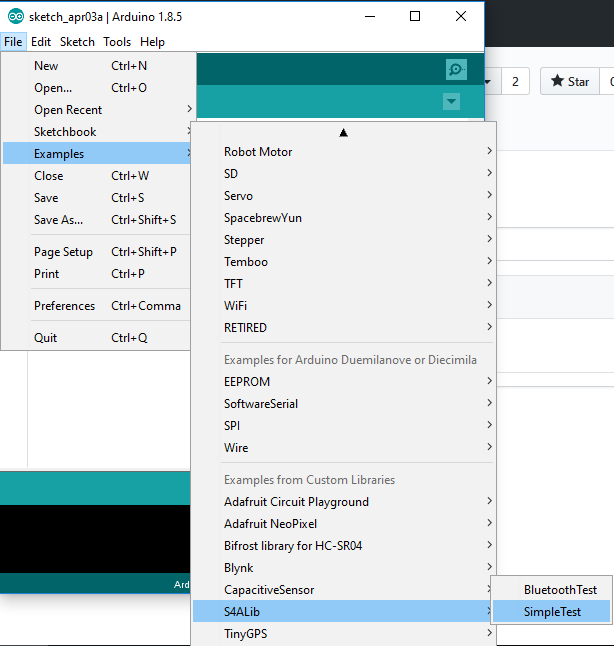 sketch_apr03a | Arduino 1.8.5
File Edit Sketch Tools Help
New Ctrl+N
Open... Ctrl+O
Open Recent
Sketchbook
Examples
Close Ctrl+W
Save Ctrl+S
Save As... Ctrl+Shift+S
Page Setup Ctrl+Shift+P
Print Ctrl+P
Preferences Ctrl+Comma
Quit Ctrl+Q
2
Star
Robot Motor
SD
Servo
SpacebrewYun
Stepper
Temboo
TFT
WiFi
RETIRED
Examples for Arduino Duemilanove or Diecimila
EEPROM
SoftwareSerial
SPI
Wire
Examples from Custom Libraries
Adafruit Circuit Playground
Adafruit NeoPixel
Bifrost library for HC-SR04
Blynk
CapacitiveSensor
S4ALib
TinyGPS
BluetoothTest
SimpleTest
Ard